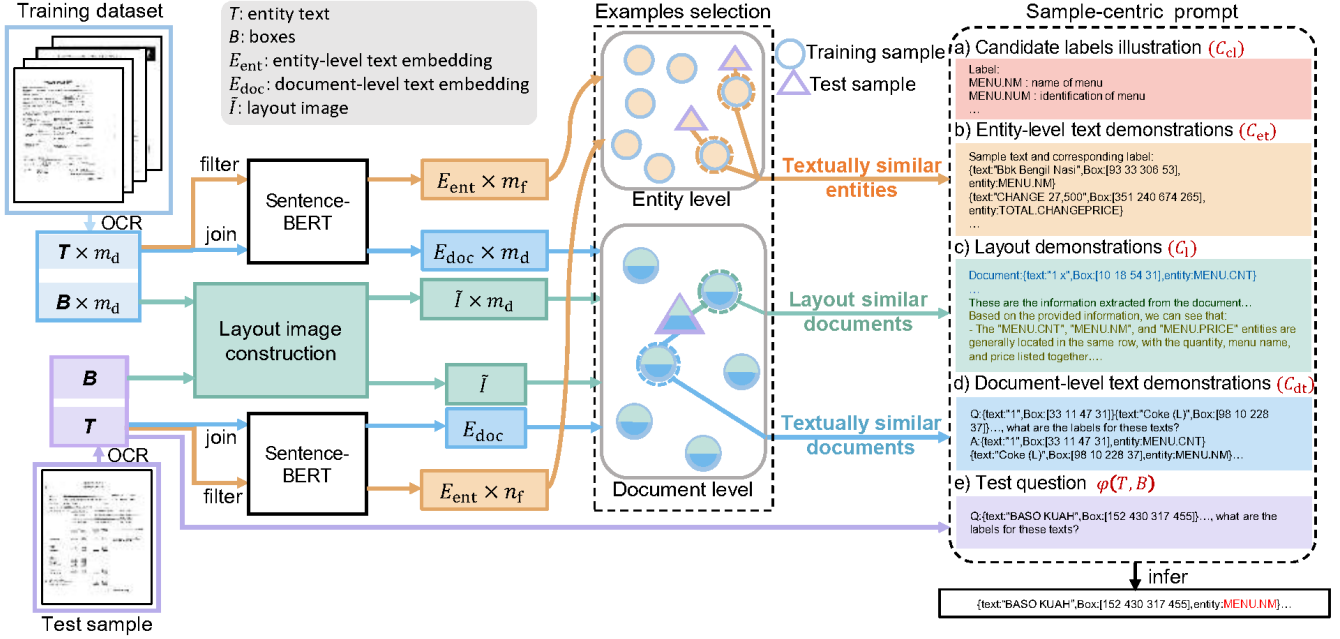 Training dataset
OCR
T × m_d
B × m_d
B
T
OCR
Test sample
T: entity text
B: boxes
E_ent: entity-level text embedding
E_doc: document-level text embedding
Ĩ: layout image
filter
join
Sentence-
BERT
Layout image
construction
join
filter
Sentence-
BERT
E_ent × m_f
E_doc × m_d
Ĩ × m_d
Ĩ
E_doc
E_ent × n_f
Examples selection
Entity level
Document level
Training sample
Test sample
Textually similar
entities
Layout similar
documents
Textually similar
documents
Sample-centric prompt
a) Candidate labels illustration (C_cl)
Label:
MENU.NM : name of menu
MENU.NUM : identification of menu
…
b) Entity-level text demonstrations (C_et)
Sample text and corresponding label:
{text:"Bbk Bengil Nasi",Box:[93 33 306 53],
entity:MENU.NM}
{text:"CHANGE 27,500",Box:[351 240 674 265],
entity:TOTAL.CHANGEPRICE}
…
c) Layout demonstrations (C_l)
Document:{text:"1 x",Box:[10 18 54 31],entity:MENU.CNT}
…
These are the information extracted from the document…
Based on the provided information, we can see that:
- The "MENU.CNT", "MENU.NM", and "MENU.PRICE" entities are
generally located in the same row, with the quantity, menu name,
and price listed together….
d) Document-level text demonstrations (C_dt)
Q:{text:"1",Box:[33 11 47 31]}{text:"Coke (L)",Box:[98 10 228
37]}…, what are the labels for these texts?
A:{text:"1",Box:[33 11 47 31],entity:MENU.CNT}
{text:"Coke (L)",Box:[98 10 228 37],entity:MENU.NM}…
e) Test question φ(T, B)
Q:{text:"BASO KUAH",Box:[152 430 317 455]}…, what are the
labels for these texts?
infer
{text:"BASO KUAH",Box:[152 430 317 455],entity:MENU.NM}…